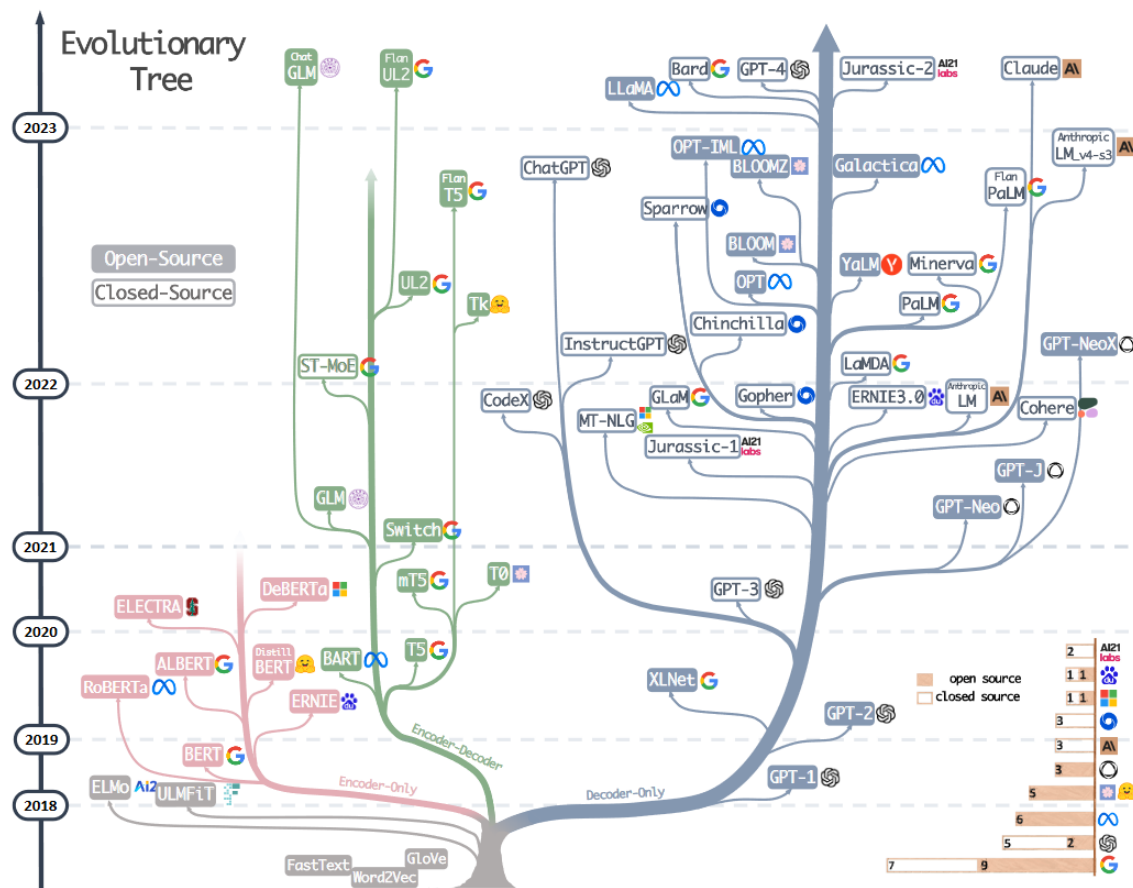 Evolutionary
Tree
2023
2022
2021
2020
2019
2018
Open-Source
Closed-Source
Chat
GLM
Flan
UL2
Flan
T5
UL2
Tk
ST-MoE
GLM
Switch
mT5
T0
T5
BART
Encoder-Decoder
DeBERTa
ELECTRA
Distill
BERT
ALBERT
RoBERTa
ERNIE
BERT
Encoder-Only
ELMo
Ai2
ULMFiT
FastText
Word2Vec
GloVe
Bard
GPT-4
Jurassic-2
AI21
labs
Claude
A\
LLaMA
Anthropic
LM_v4-s3
A\
OPT-IML
BLOOMZ
Galactica
ChatGPT
Flan
PaLM
Sparrow
BLOOM
YaLM
Minerva
OPT
PaLM
Chinchilla
InstructGPT
GPT-NeoX
LaMDA
CodeX
GLaM
Gopher
ERNIE3.0
du
Anthropic
LM
A\
Cohere
MT-NLG
Jurassic-1
AI21
labs
GPT-J
GPT-Neo
GPT-3
XLNet
GPT-2
GPT-1
Decoder-Only
open source
closed source
2
AI21
labs
1 1
du
1 1
3
3
A\
3
5
6
5 2
7 9